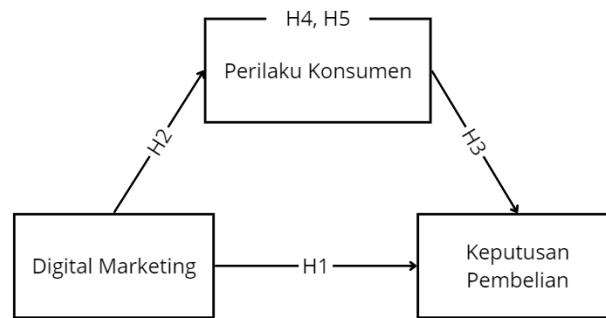 H4, H5
Perilaku Konsumen
H2
H3
Digital Marketing
H1
Keputusan
Pembelian